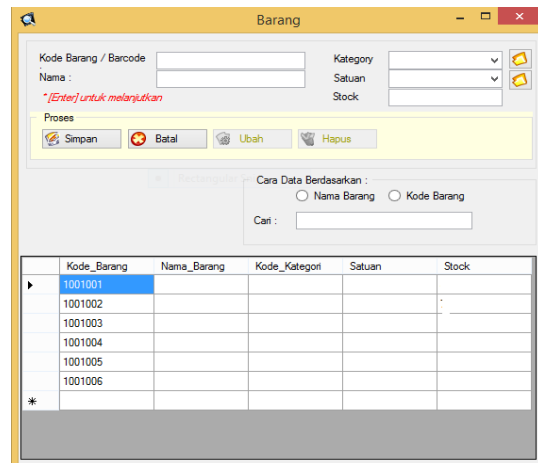 Barang
Kode Barang / Barcode
:
Kategory
Nama :
Satuan
*[Enter] untuk melanjutkan
Stock
Proses
Simpan Batal Ubah Hapus
Cara Data Berdasarkan :
Nama Barang Kode Barang
Cari :
Kode_Barang Nama_Barang Kode_Kategori Satuan Stock
1001001
1001002
1001003
1001004
1001005
1001006